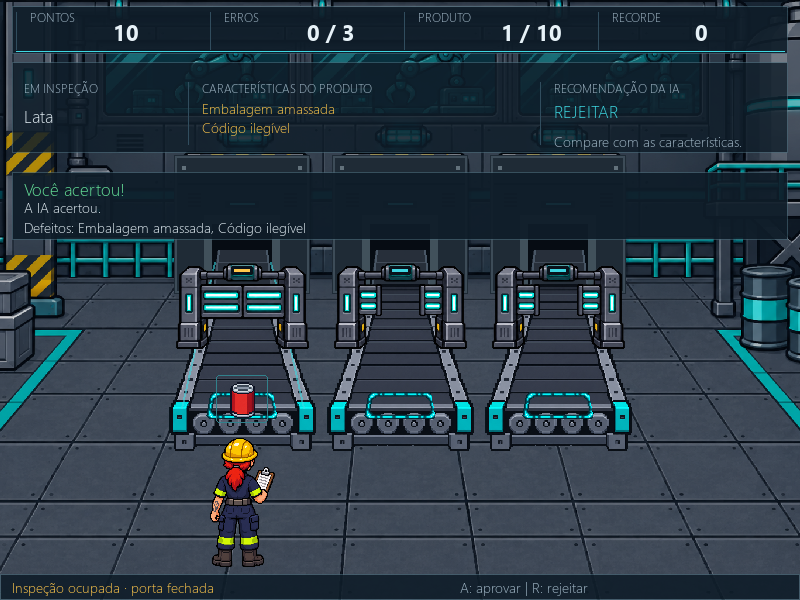 PONTOS
10
ERROS
0 / 3
PRODUTO
1 / 10
RECORDE
0
EM INSPEÇÃO
Lata
CARACTERÍSTICAS DO PRODUTO
Embalagem amassada
Código ilegível
RECOMENDAÇÃO DA IA
REJEITAR
Compare com as características.
Você acertou!
A IA acertou.
Defeitos: Embalagem amassada, Código ilegível
Inspeção ocupada · porta fechada
A: aprovar | R: rejeitar